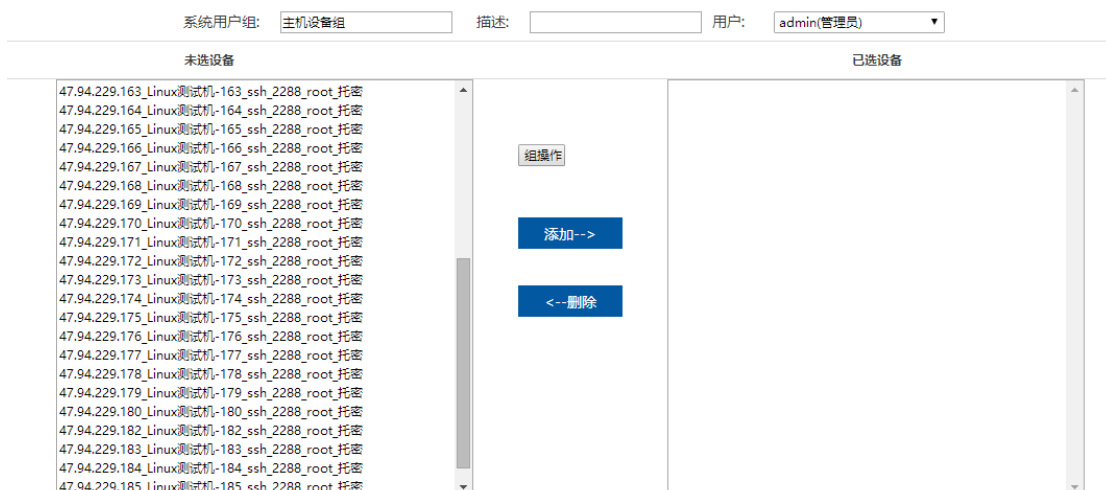 系统用户组: 主机设备组 描述: 用户: admin(管理员)
未选设备 已选设备
47.94.229.163_Linux测试机-163_ssh_2288_root_托密
47.94.229.164_Linux测试机-164_ssh_2288_root_托密
47.94.229.165_Linux测试机-165_ssh_2288_root_托密
47.94.229.166_Linux测试机-166_ssh_2288_root_托密
47.94.229.167_Linux测试机-167_ssh_2288_root_托密
47.94.229.168_Linux测试机-168_ssh_2288_root_托密
47.94.229.169_Linux测试机-169_ssh_2288_root_托密
47.94.229.170_Linux测试机-170_ssh_2288_root_托密
47.94.229.171_Linux测试机-171_ssh_2288_root_托密
47.94.229.172_Linux测试机-172_ssh_2288_root_托密
47.94.229.173_Linux测试机-173_ssh_2288_root_托密
47.94.229.174_Linux测试机-174_ssh_2288_root_托密
47.94.229.175_Linux测试机-175_ssh_2288_root_托密
47.94.229.176_Linux测试机-176_ssh_2288_root_托密
47.94.229.177_Linux测试机-177_ssh_2288_root_托密
47.94.229.178_Linux测试机-178_ssh_2288_root_托密
47.94.229.179_Linux测试机-179_ssh_2288_root_托密
47.94.229.180_Linux测试机-180_ssh_2288_root_托密
47.94.229.182_Linux测试机-182_ssh_2288_root_托密
47.94.229.183_Linux测试机-183_ssh_2288_root_托密
47.94.229.184_Linux测试机-184_ssh_2288_root_托密
47.94.229.185_Linux测试机-185_ssh_2288_root_托密
组操作
添加-->
<--删除